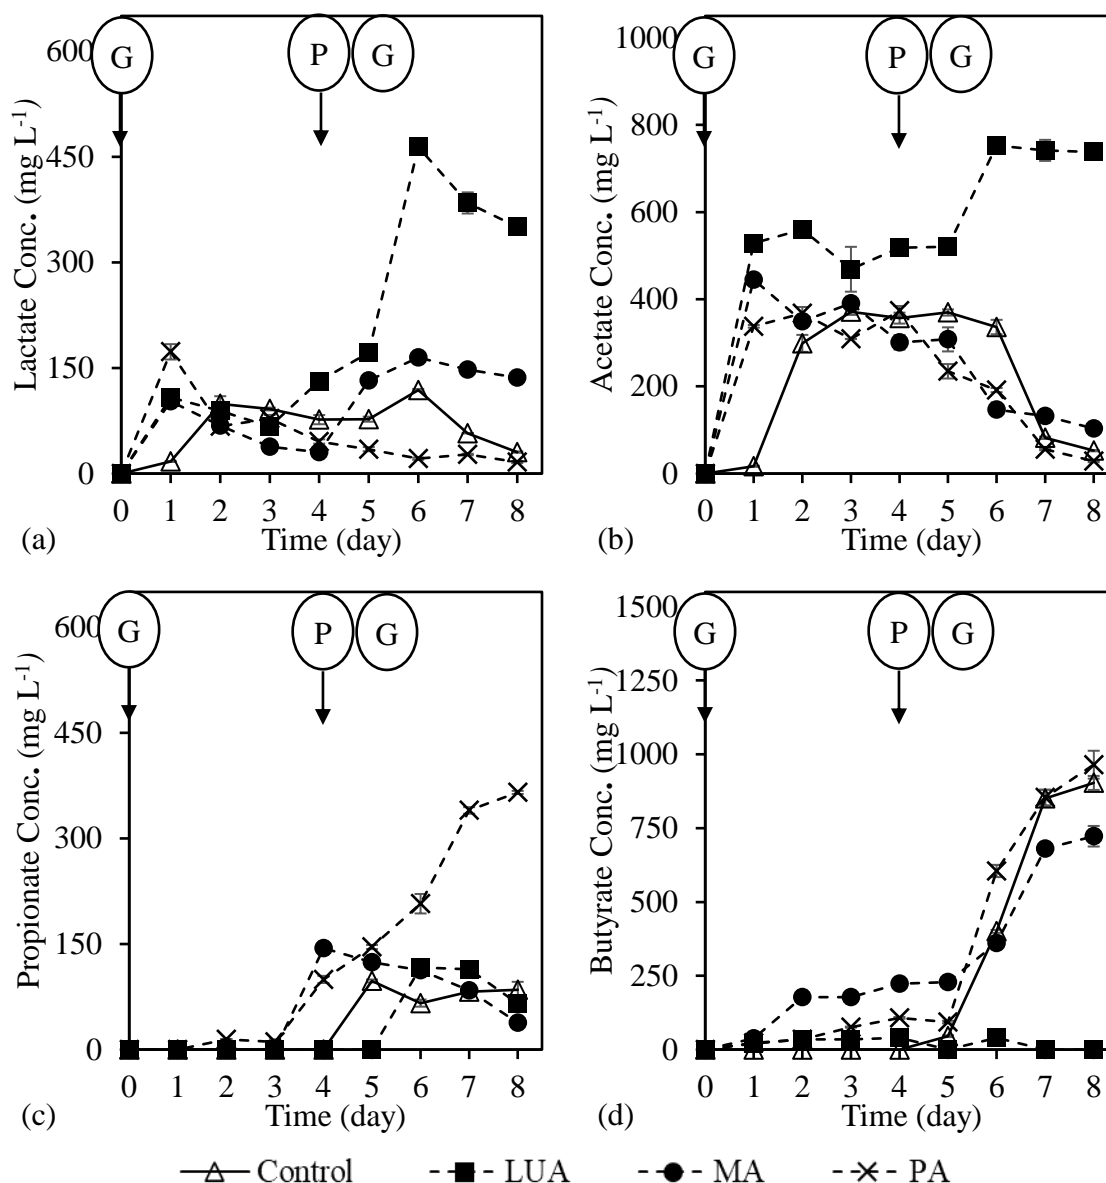 600 G P G
450
300
150
0
Lactate Conc. (mg L-1)
0 1 2 3 4 5 6 7 8
(a) Time (day)
1000 G P G
800
600
400
200
0
Acetate Conc. (mg L-1)
0 1 2 3 4 5 6 7 8
(b) Time (day)
600 G P G
450
300
150
0
Propionate Conc. (mg L-1)
0 1 2 3 4 5 6 7 8
(c) Time (day)
1500 G P G
1250
1000
750
500
250
0
Butyrate Conc. (mg L-1)
0 1 2 3 4 5 6 7 8
(d) Time (day)
Control LUA MA PA